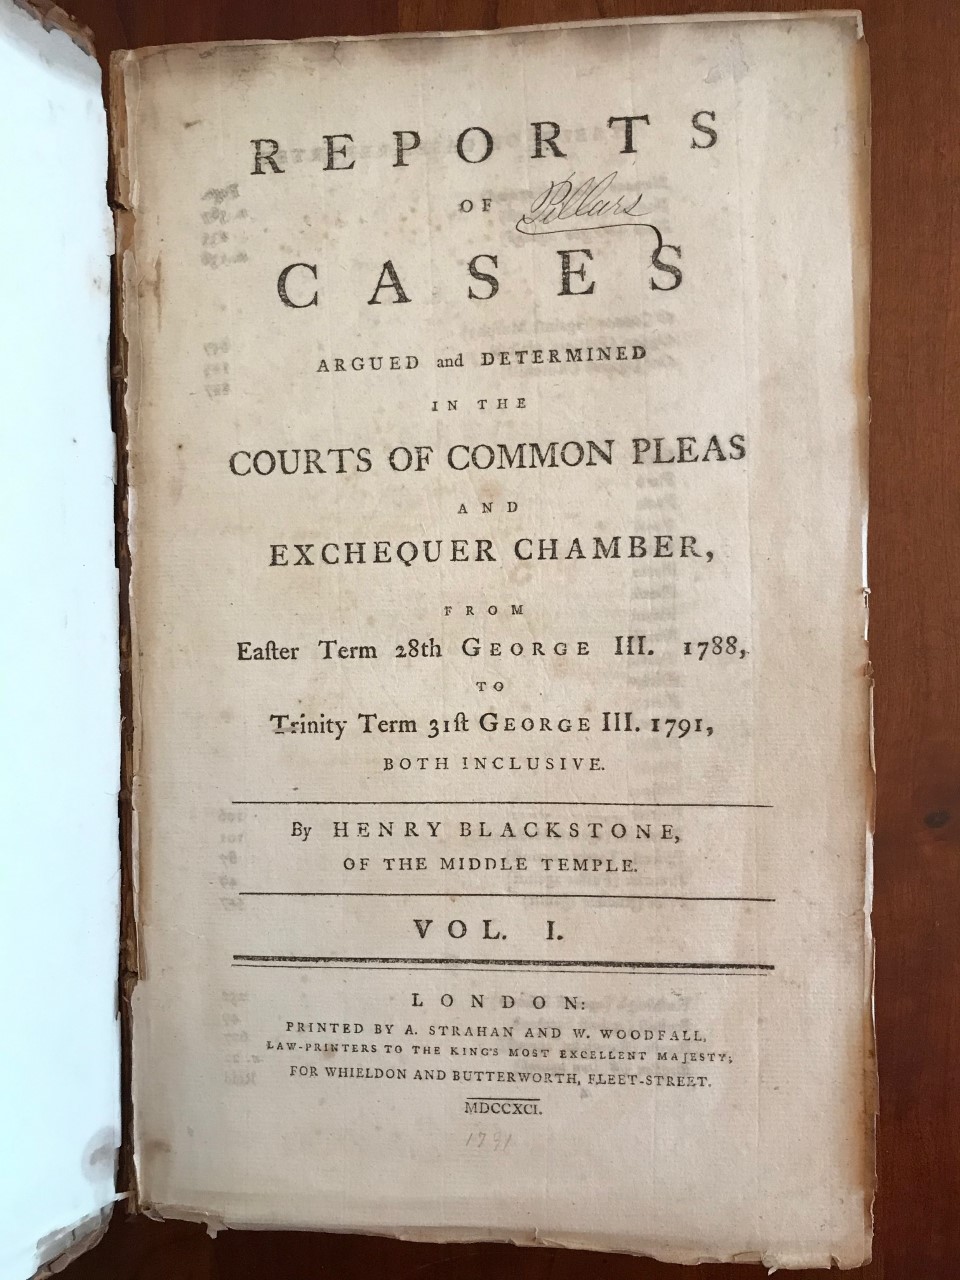 REPORTS
OF
Pillars
CASES
ARGUED and DETERMINED
IN THE
COURTS OF COMMON PLEAS
AND
EXCHEQUER CHAMBER,
FROM
Eaſter Term 28th GEORGE III. 1788,
TO
Trinity Term 31ſt GEORGE III. 1791,
BOTH INCLUSIVE.
By HENRY BLACKSTONE,
OF THE MIDDLE TEMPLE.
VOL. I.
LONDON:
PRINTED BY A. STRAHAN AND W. WOODFALL,
LAW-PRINTERS TO THE KING'S MOST EXCELLENT MAJESTY;
FOR WHIELDON AND BUTTERWORTH, FLEET-STREET.
MDCCXCI.
1791